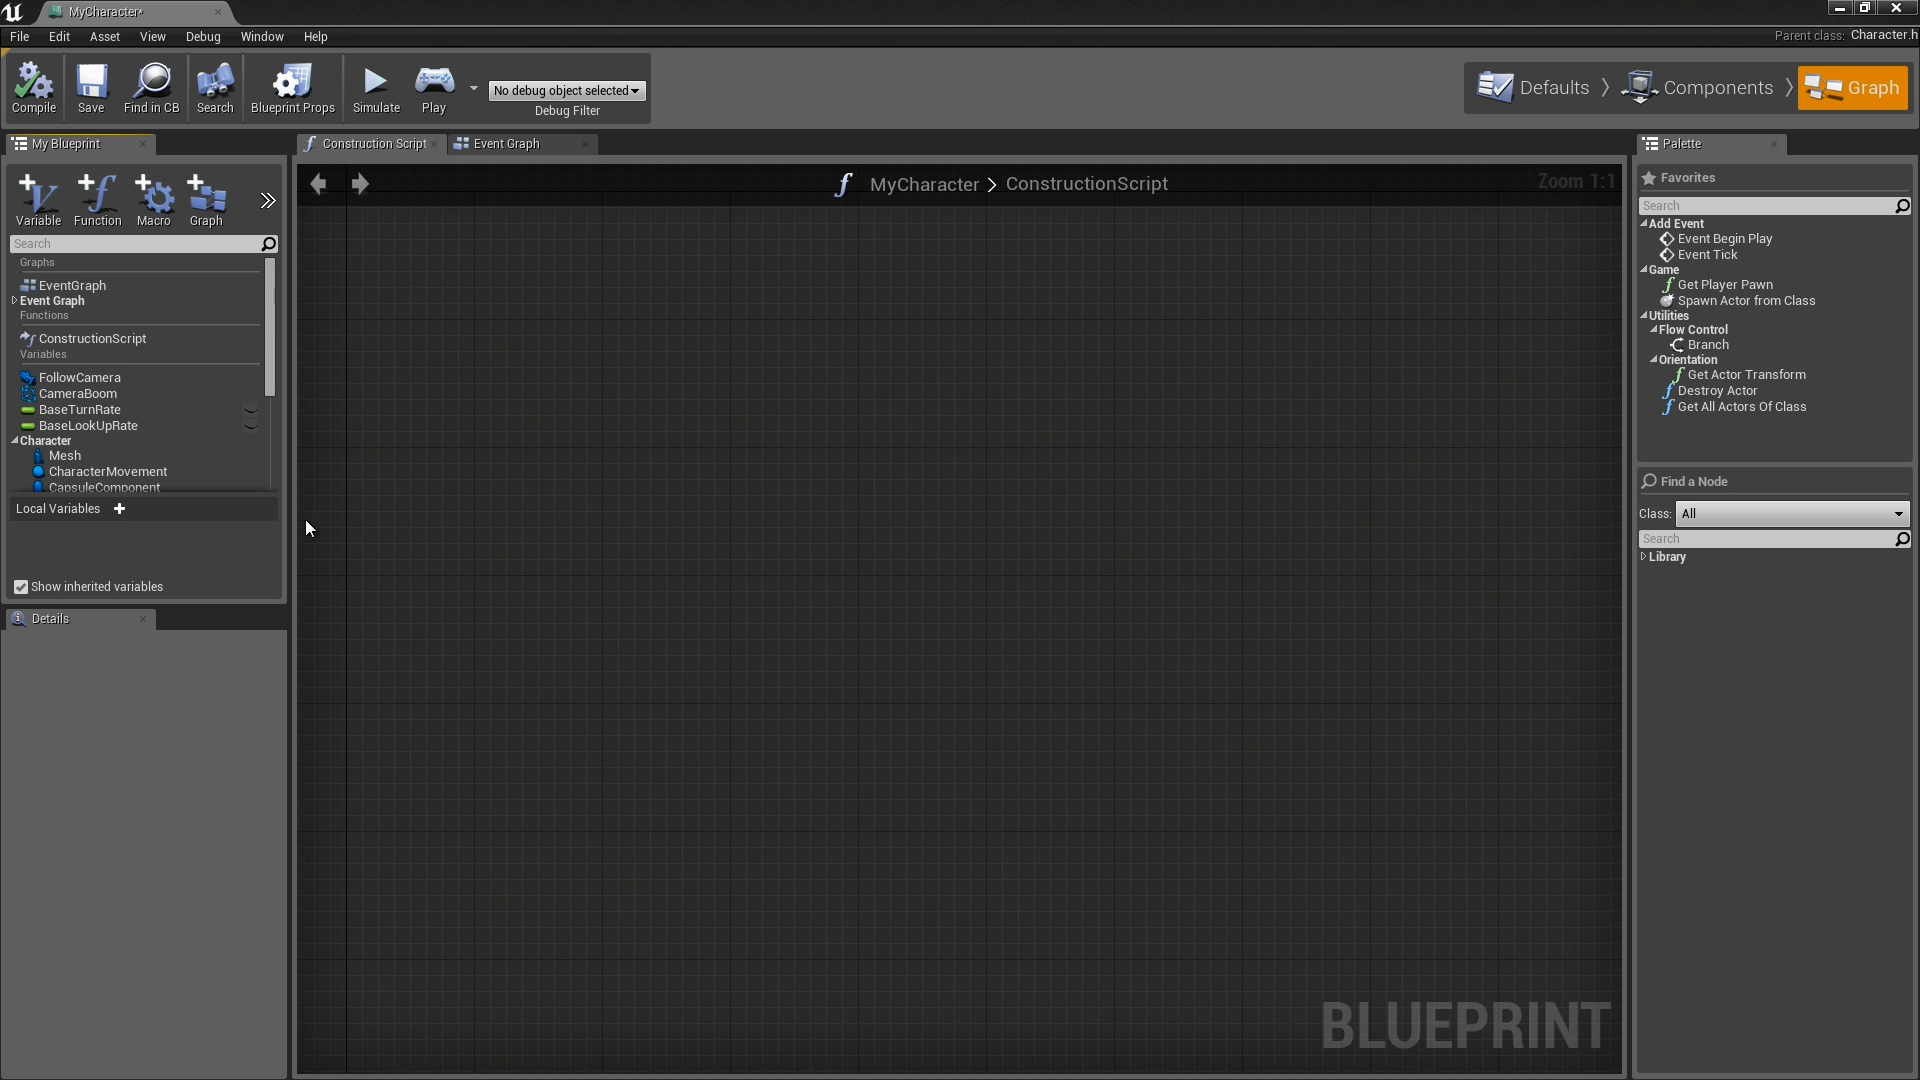 MyCharacter*
File Edit Asset View Debug Window Help
Parent class: Character.h
Compile Save Find in CB Search Blueprint Props Simulate Play
No debug object selected
Debug Filter
Defaults Components Graph
My Blueprint
Variable Function Macro Graph
Search
Graphs
EventGraph
Event Graph
Functions
ConstructionScript
Variables
FollowCamera
CameraBoom
BaseTurnRate
BaseLookUpRate
Character
Mesh
CharacterMovement
CapsuleComponent
Local Variables
Show inherited variables
Details
Construction Script Event Graph
MyCharacter > ConstructionScript
Zoom 1:1
BLUEPRINT
Palette
Favorites
Search
Add Event
Event Begin Play
Event Tick
Game
Get Player Pawn
Spawn Actor from Class
Utilities
Flow Control
Branch
Orientation
Get Actor Transform
Destroy Actor
Get All Actors Of Class
Find a Node
Class: All
Search
Library